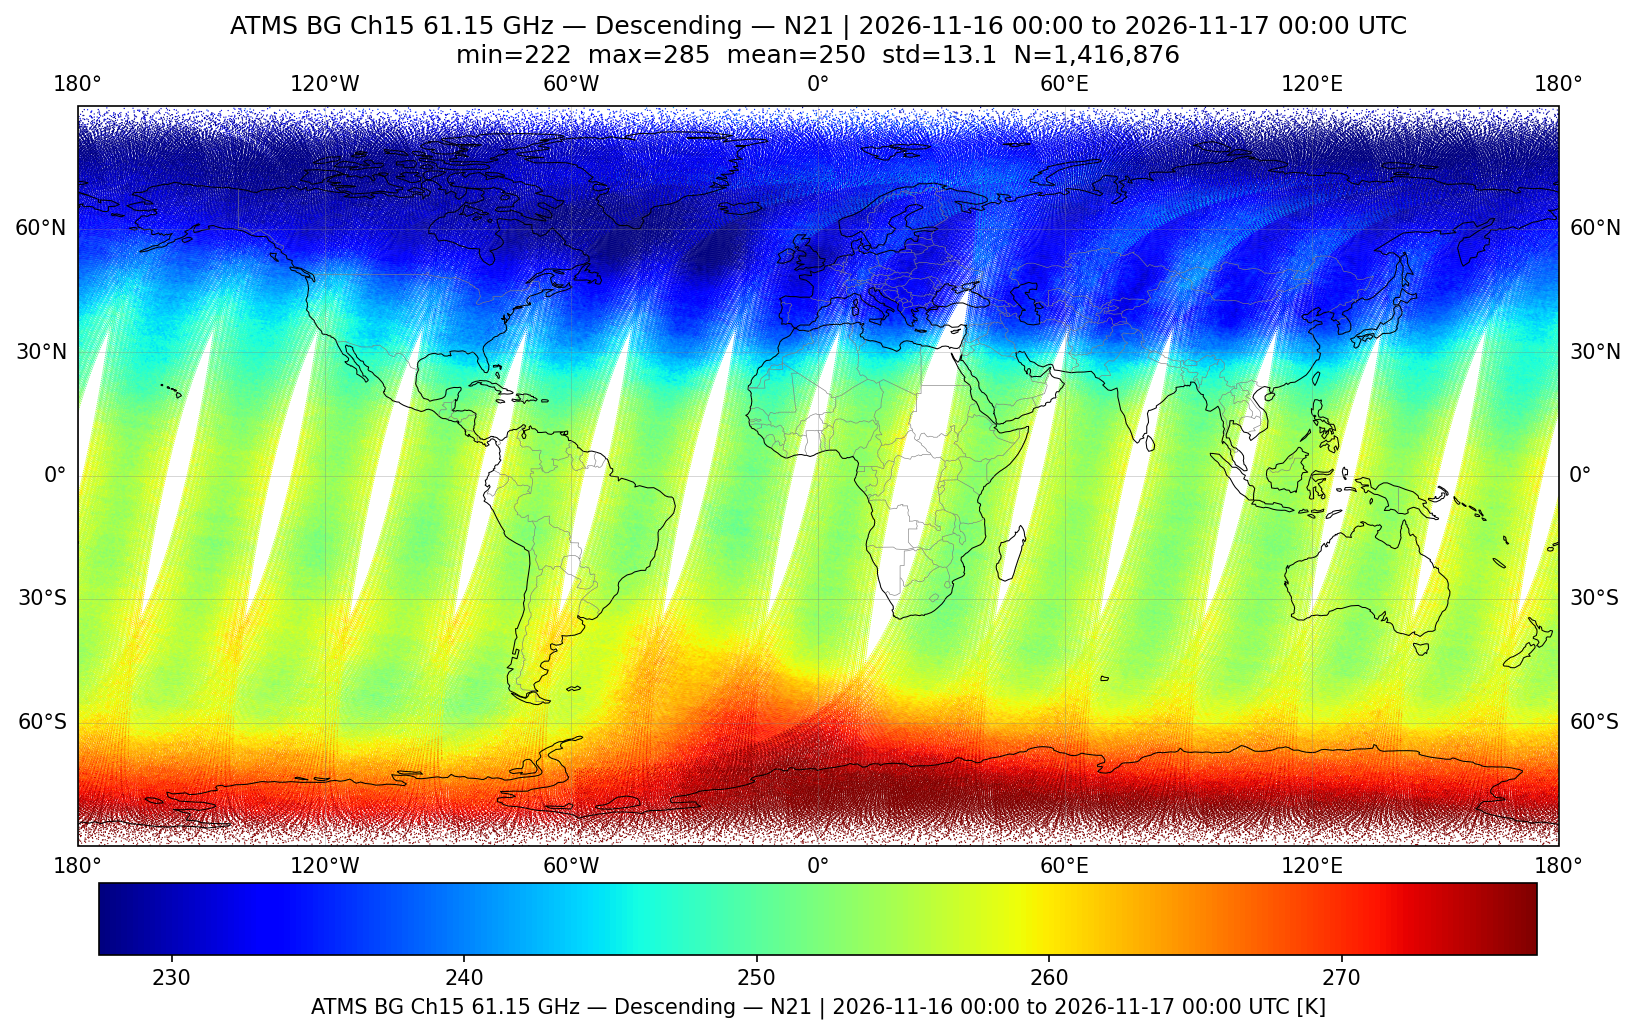 ATMS BG Ch15 61.15 GHz — Descending — N21 | 2026-11-16 00:00 to 2026-11-17 00:00 UTC
min=222  max=285  mean=250  std=13.1  N=1,416,876
180° 120°W 60°W 0° 60°E 120°E 180°
60°N 60°N
30°N 30°N
0° 0°
30°S 30°S
60°S 60°S
180° 120°W 60°W 0° 60°E 120°E 180°
230 240 250 260 270
ATMS BG Ch15 61.15 GHz — Descending — N21 | 2026-11-16 00:00 to 2026-11-17 00:00 UTC [K]